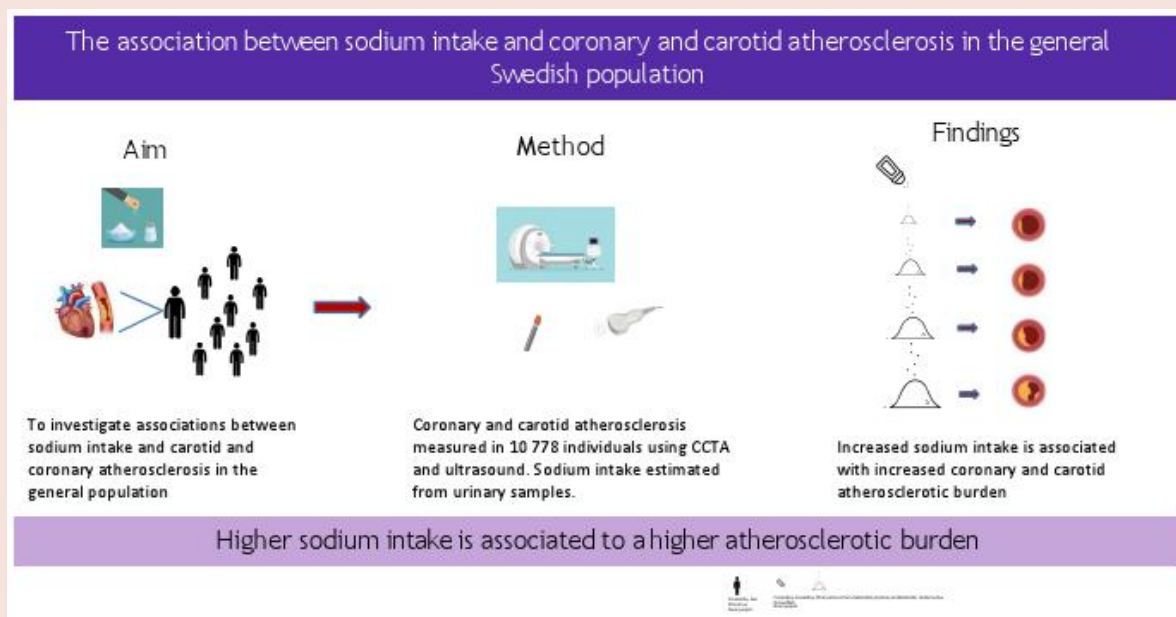 The association between sodium intake and coronary and carotid atherosclerosis in the general
Swedish population
Aim
To investigate associations between
sodium intake and carotid and
coronary atherosclerosis in the
general population
Method
Coronary and carotid atherosclerosis
measured in 10 778 individuals using CCTA
and ultrasound. Sodium intake estimated
from urinary samples.
Findings
Increased sodium intake is associated
with increased coronary and carotid
atherosclerotic burden
Higher sodium intake is associated to a higher atherosclerotic burden